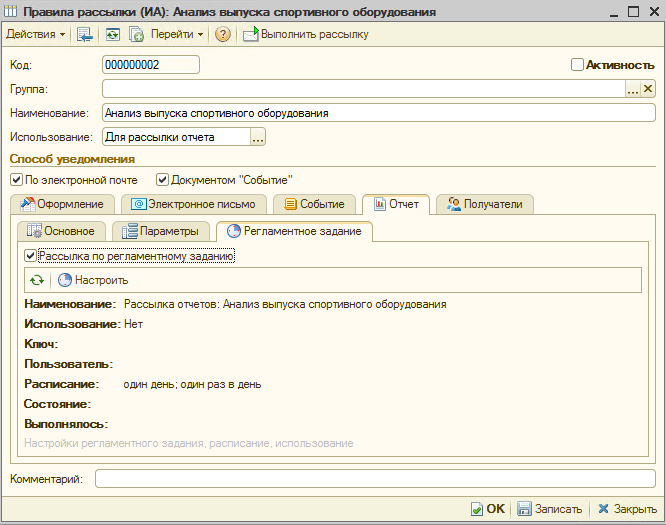 Правила рассылки (ИА): Анализ выпуска спортивного оборудования
Действия Перейти Выполнить рассылку
Код: 000000002 Активность
Группа: ...
Наименование: Анализ выпуска спортивного оборудования
Использование: Для рассылки отчета ...
Способ уведомления
По электронной почте Документом "Событие"
Оформление Электронное письмо Событие Отчет Получатели
Основное Параметры Регламентное задание
Рассылка по регламентному заданию
Настроить
Наименование: Рассылка отчетов: Анализ выпуска спортивного оборудования
Использование: Нет
Ключ:
Пользователь:
Расписание: один день; один раз в день
Состояние:
Выполнялось:
Настройки регламентного задания, расписание, использование
Комментарий:
OK Записать Закрыть